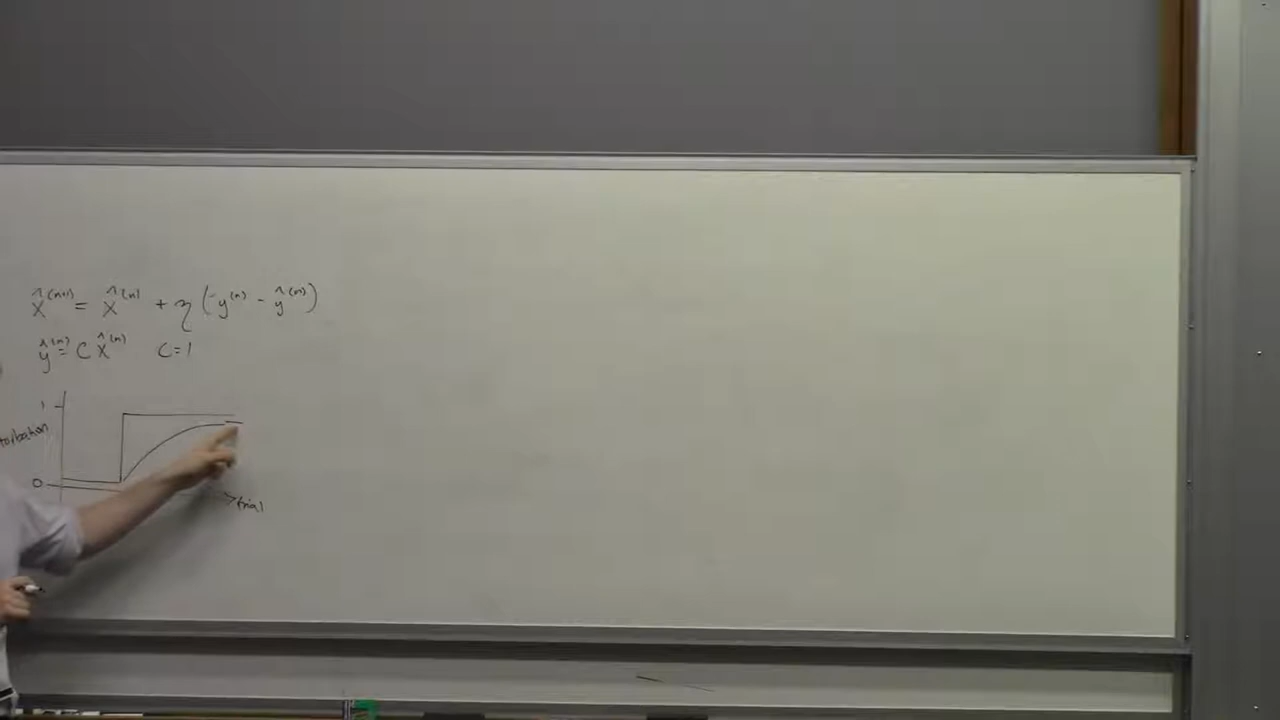 x̂⁽ⁿ⁺¹⁾ = x̂⁽ⁿ⁾ + η (y⁽ⁿ⁾ - ŷ⁽ⁿ⁾)
ŷ⁽ⁿ⁾ = C x̂⁽ⁿ⁾ C=1
1
0
trial